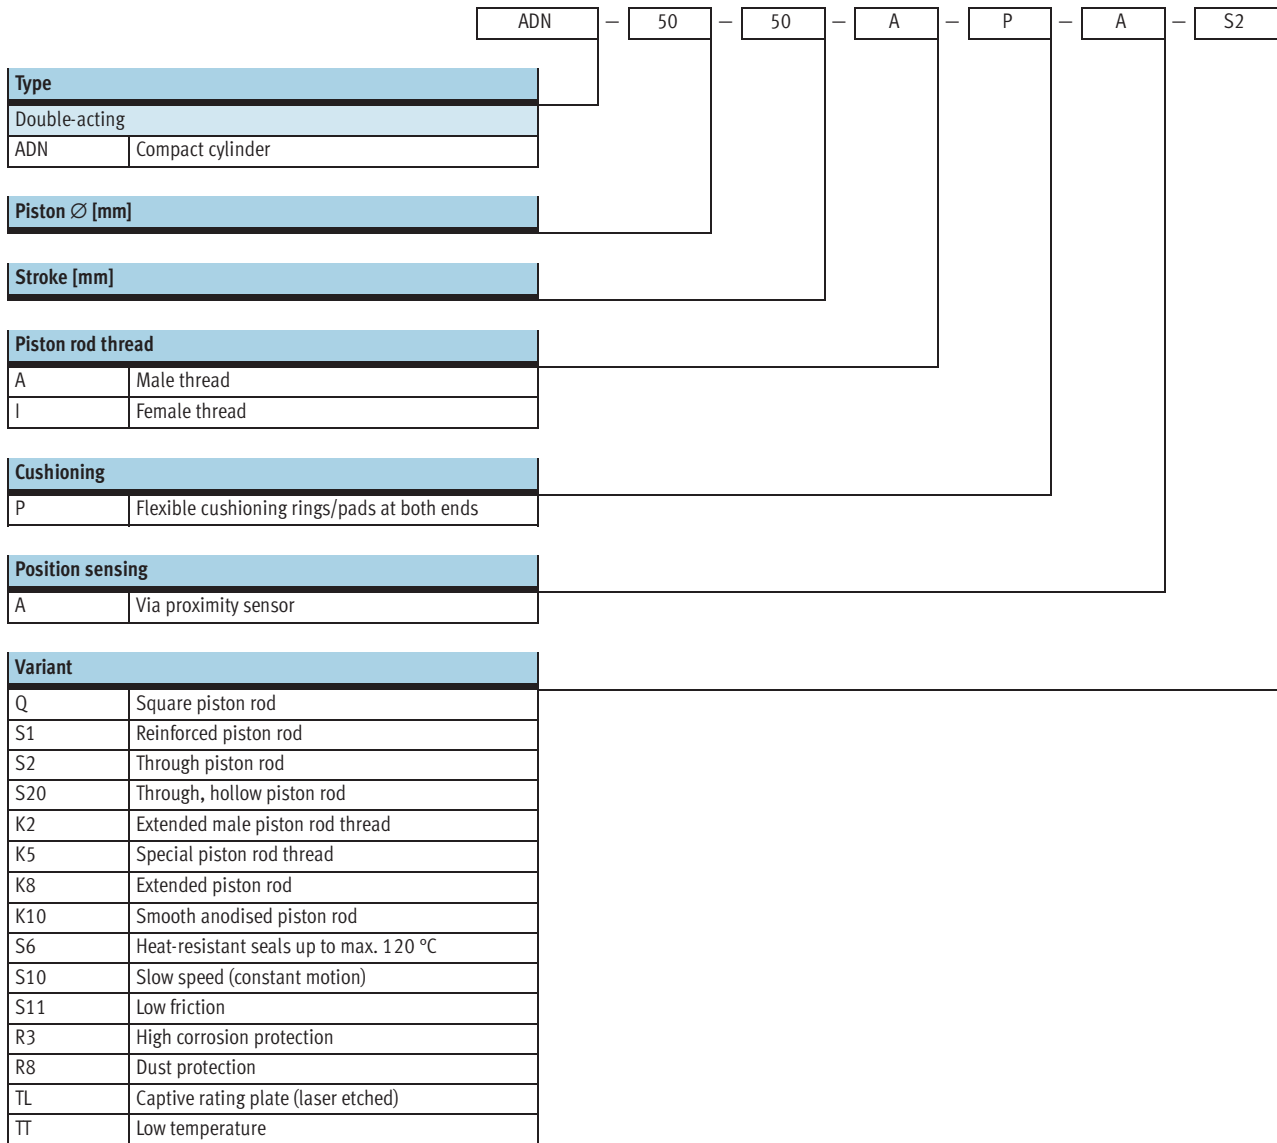 ADN – 50 – 50 – A – P – A – S2
Type
Double-acting
ADN Compact cylinder
Piston ∅ [mm]
Stroke [mm]
Piston rod thread
A Male thread
I Female thread
Cushioning
P Flexible cushioning rings/pads at both ends
Position sensing
A Via proximity sensor
Variant
Q Square piston rod
S1 Reinforced piston rod
S2 Through piston rod
S20 Through, hollow piston rod
K2 Extended male piston rod thread
K5 Special piston rod thread
K8 Extended piston rod
K10 Smooth anodised piston rod
S6 Heat-resistant seals up to max. 120 °C
S10 Slow speed (constant motion)
S11 Low friction
R3 High corrosion protection
R8 Dust protection
TL Captive rating plate (laser etched)
TT Low temperature